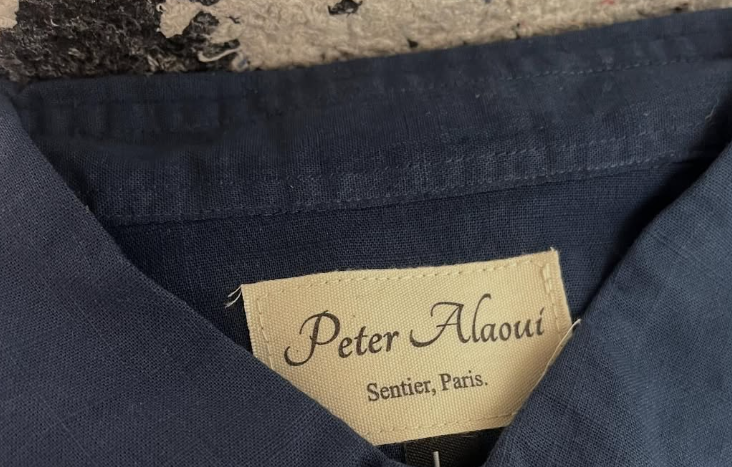 Peter Alaoui
Sentier, Paris.